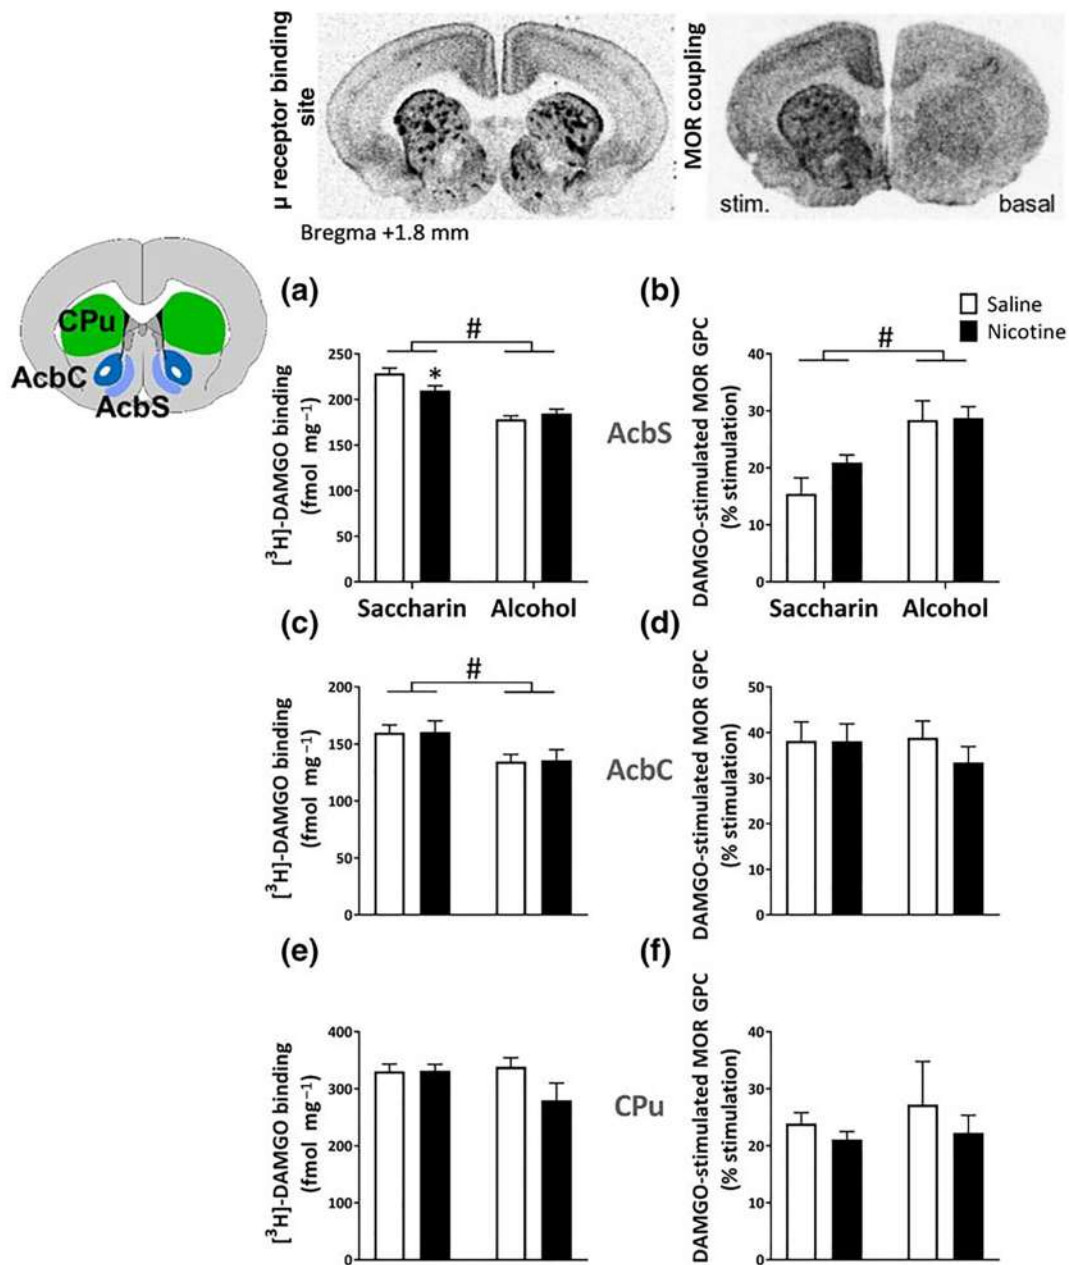 μ receptor binding
site
MOR coupling
stim.
basal
Bregma +1.8 mm
CPu
AcbC
AcbS
(a)
#
*
250
200
150
100
50
0
[³H]-DAMGO binding
(fmol mg⁻¹)
Saccharin
Alcohol
AcbS
(b)
Saline
Nicotine
#
40
30
20
10
0
DAMGO-stimulated MOR GPC
(% stimulation)
Saccharin
Alcohol
(c)
#
200
150
100
50
0
[³H]-DAMGO binding
(fmol mg⁻¹)
AcbC
(d)
50
40
30
20
10
0
DAMGO-stimulated MOR GPC
(% stimulation)
(e)
400
300
200
100
0
[³H]-DAMGO binding
(fmol mg⁻¹)
CPu
(f)
40
30
20
10
0
DAMGO-stimulated MOR GPC
(% stimulation)